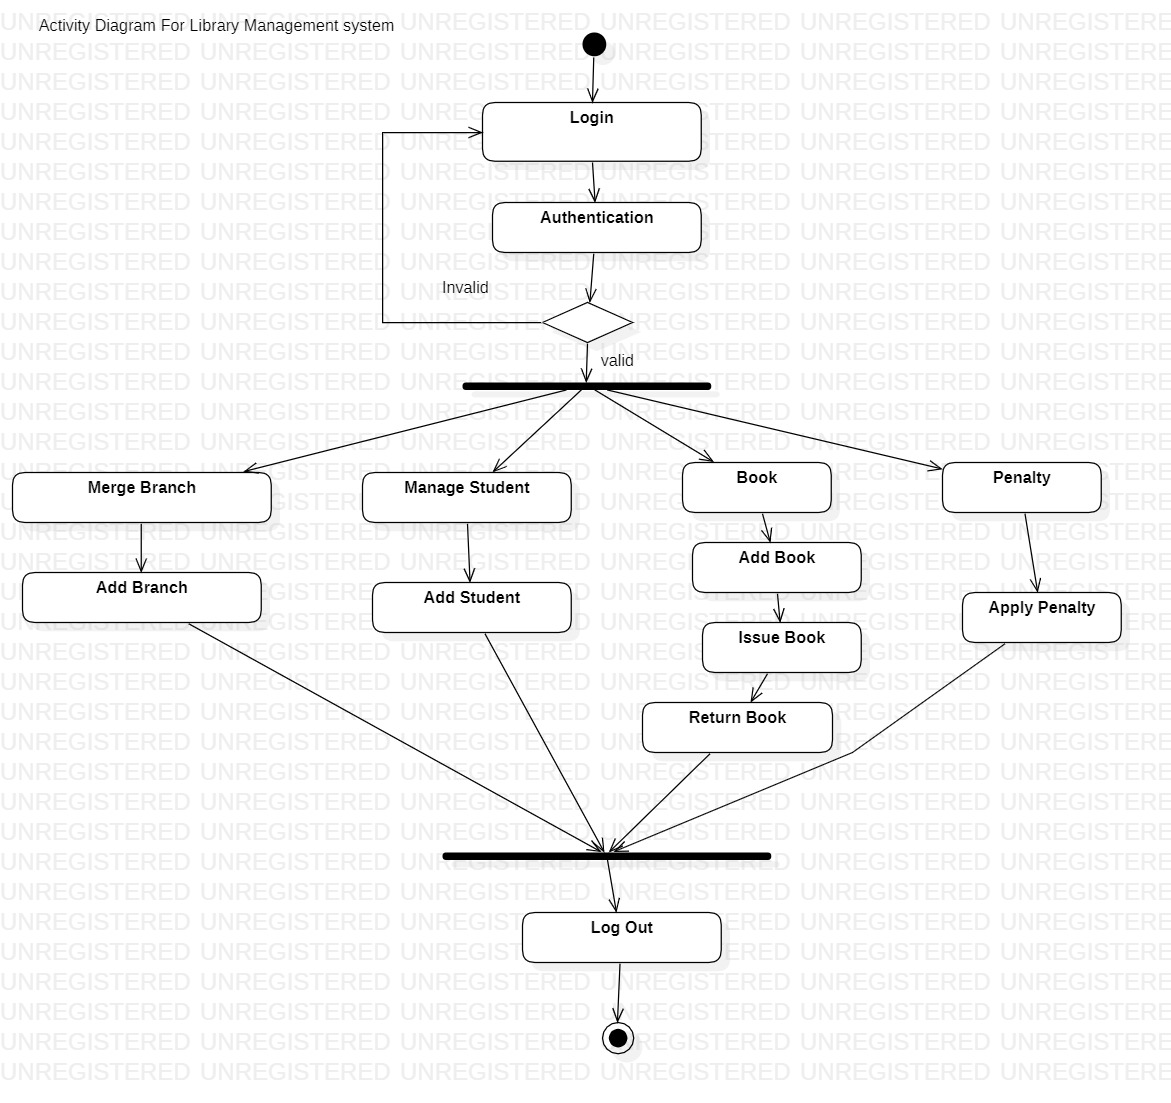 Activity Diagram For Library Management system
Login
Authentication
Invalid
valid
Merge Branch
Manage Student
Book
Penalty
Add Branch
Add Student
Add Book
Apply Penalty
Issue Book
Return Book
Log Out
UNREGISTERED